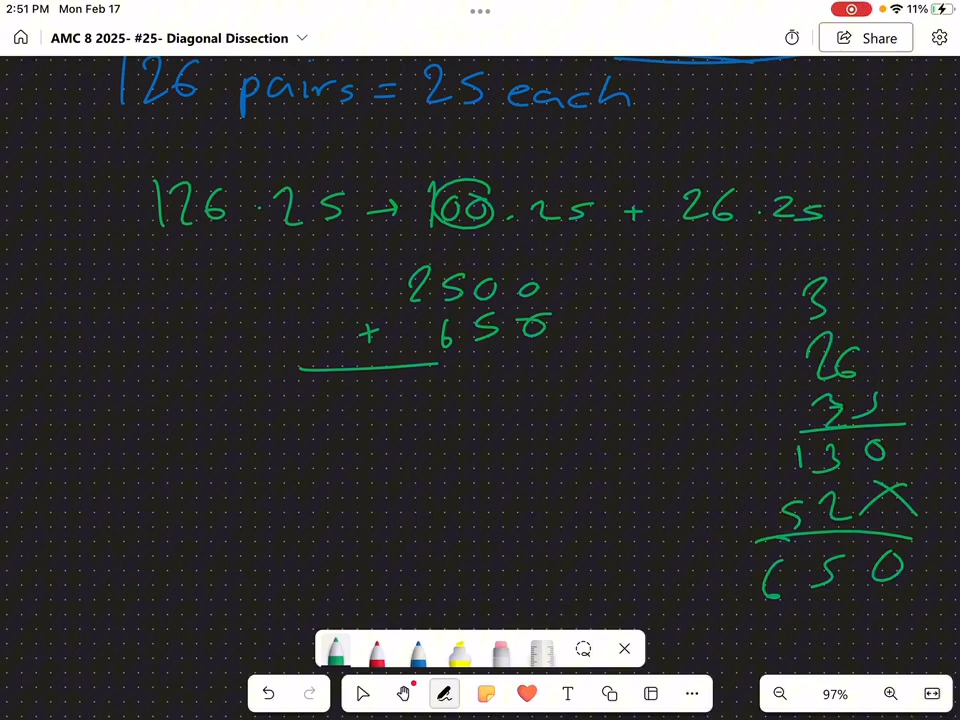 2:51 PM Mon Feb 17
11%
AMC 8 2025- #25- Diagonal Dissection
Share
126 pairs = 25 each
126 · 25 → 100 . 25 + 26 . 25
2500
+ 650
3
26
25
130
52X
650
T
97%